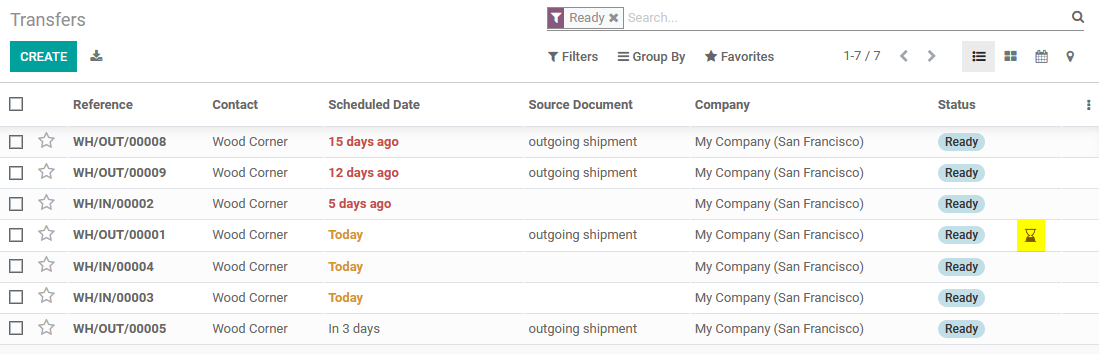 Transfers
Ready Search...
CREATE
Filters Group By Favorites 1-7 / 7
Reference Contact Scheduled Date Source Document Company Status
WH/OUT/00008 Wood Corner 15 days ago outgoing shipment My Company (San Francisco) Ready
WH/OUT/00009 Wood Corner 12 days ago outgoing shipment My Company (San Francisco) Ready
WH/IN/00002 Wood Corner 5 days ago My Company (San Francisco) Ready
WH/OUT/00001 Wood Corner Today outgoing shipment My Company (San Francisco) Ready
WH/IN/00004 Wood Corner Today My Company (San Francisco) Ready
WH/IN/00003 Wood Corner Today My Company (San Francisco) Ready
WH/OUT/00005 Wood Corner In 3 days outgoing shipment My Company (San Francisco) Ready